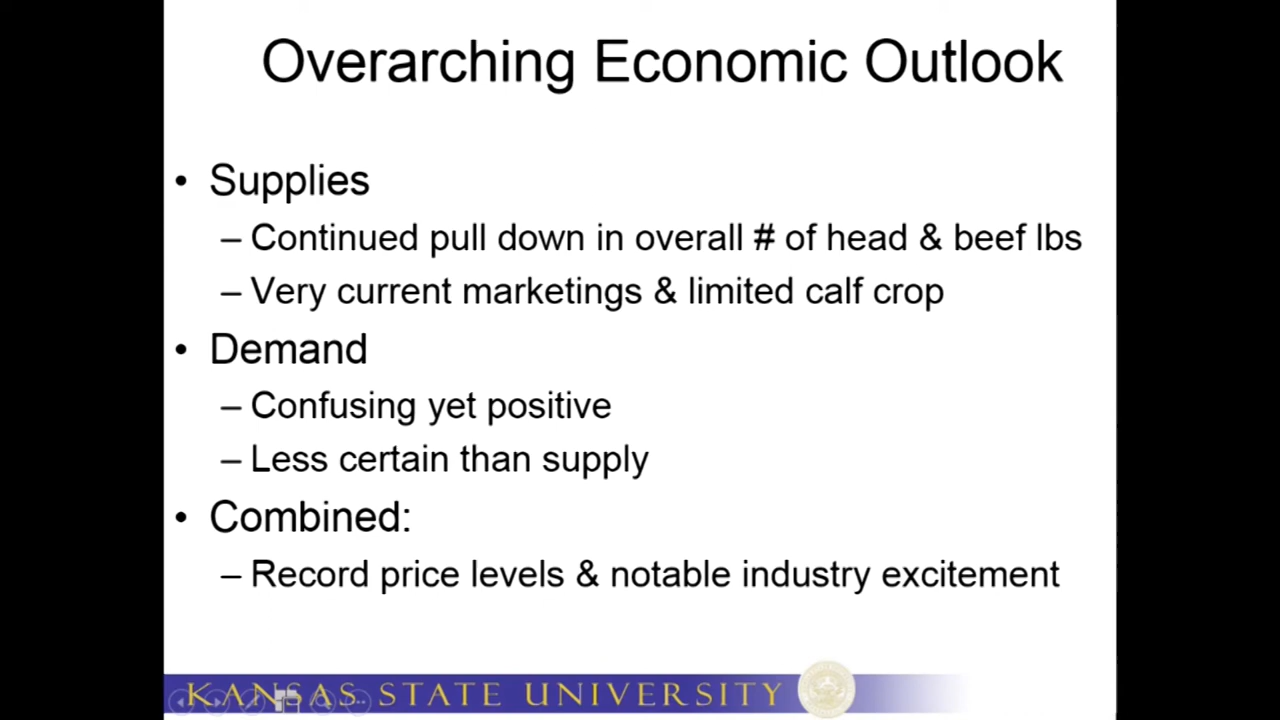 Overarching Economic Outlook
• Supplies
– Continued pull down in overall # of head & beef lbs
– Very current marketings & limited calf crop
• Demand
– Confusing yet positive
– Less certain than supply
• Combined:
– Record price levels & notable industry excitement
KANSAS STATE UNIVERSITY